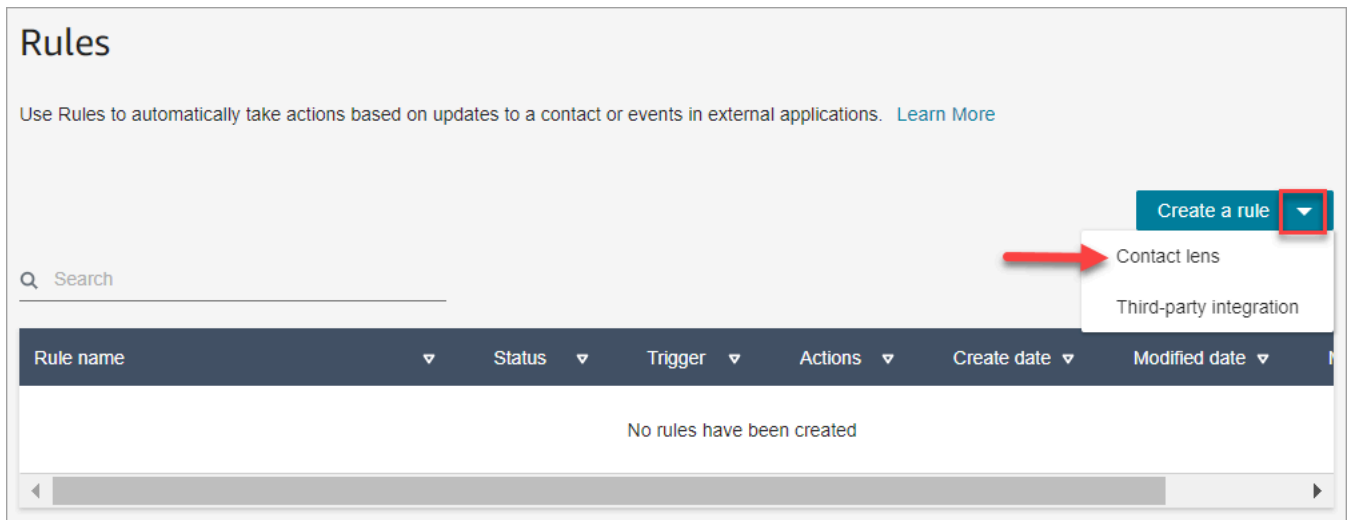 Rules
Use Rules to automatically take actions based on updates to a contact or events in external applications. Learn More
Create a rule
Contact lens
Search
Third-party integration
Rule name Status Trigger Actions Create date Modified date
No rules have been created